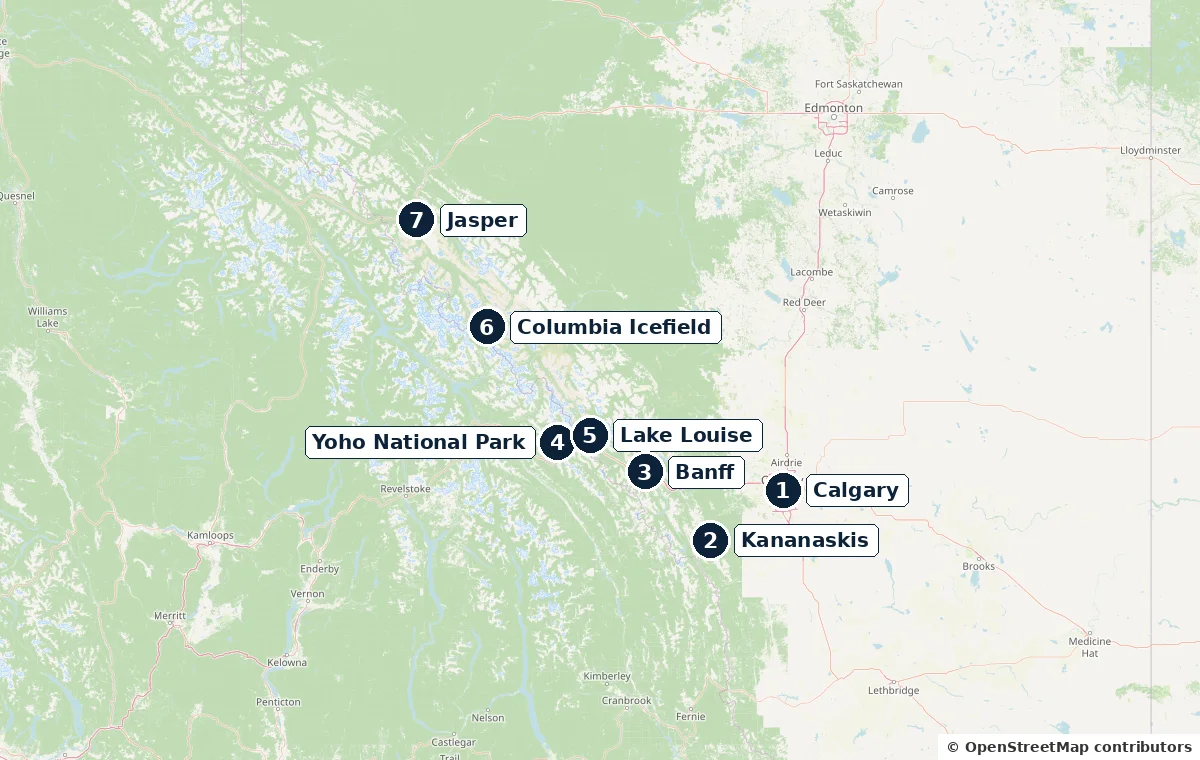 Fort Saskatchewan
Edmonton
Leduc
Lloydminster
Camrose
Quesnel
Wetaskiwin
7 Jasper
Lacombe
Red Deer
Williams
Lake
6 Columbia Icefield
Yoho National Park 4
5 Lake Louise
Airdrie
3 Banff
1 Calgary
Revelstoke
Kamloops
2 Kananaskis
Enderby
Brooks
Vernon
Merritt
Medicine
Hat
Kelowna
Kimberley
Lethbridge
Penticton
Cranbrook
Nelson
Fernie
Castlegar
Trail
© OpenStreetMap contributors